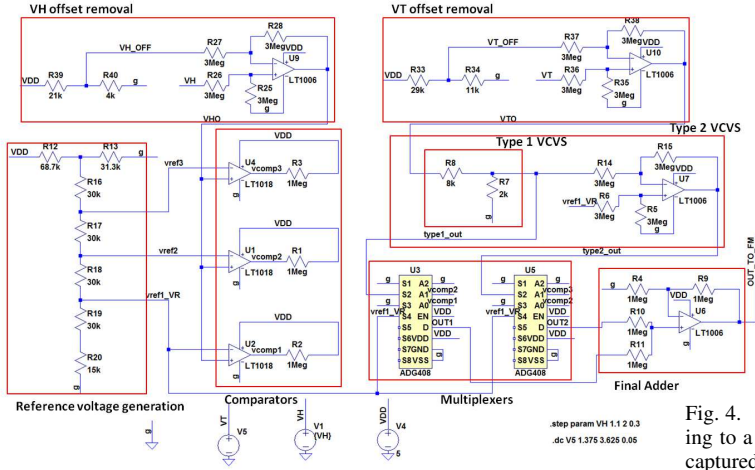 VH offset removal
VT offset removal
R28
3Meg
VDD
U9
LT1006
R27
3Meg
VH_OFF
VDD
R39
21k
R40
4k
g
VH
R26
3Meg
R25
3Meg
g
VHO
R38
3Meg
VDD
U10
LT1006
R37
3Meg
VT_OFF
VDD
R33
29k
R34
11k
g
VT
R36
3Meg
R35
3Meg
g
VTO
Type 2 VCVS
Type 1 VCVS
VDD
R12
68.7k
R13
31.3k
g
R16
30k
R17
30k
R18
30k
R19
30k
R20
15k
g
vref3
vref2
vref1_VR
VDD
U4
vcomp3
R3
1Meg
LT1018
g
VDD
U1
vcomp2
R1
1Meg
LT1018
g
VDD
U2
vcomp1
R2
1Meg
LT1018
g
R8
8k
R7
2k
g
R14
3Meg
R15
3Meg
VDD
U7
vref1_VR
R6
3Meg
R5
3Meg
g
LT1006
type1_out
type2_out
U3
g S1 A2 g
S2 A1 vcomp2
g S3 A0 vcomp1
vref1_VR S4 EN VDD
S5 D OUT1
S6VDD VDD
S7GND g
S8VSS
ADG408
U5
g S1 A2 g
S2 A1 vcomp3
g S3 A0 vcomp2
vref1_VR S4 EN VDD
S5 D OUT2
S6VDD VDD
S7GND g
S8VSS
ADG408
g
R4
1Meg
R9
1Meg
VDD
U6
R10
1Meg
R11
1Meg
LT1006
g
OUT_TO_FM
Reference voltage generation
Comparators
Multiplexers
Final Adder
g
VT
V5
VH
V1
{VH}
VDD
V4
5
.step param VH 1.1 2 0.3
.dc V5 1.375 3.625 0.05
Fig. 4.
ing to a
captured